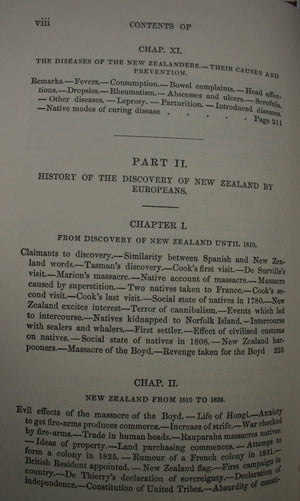 viii CONTENTS OF
CHAP. XI.
THE DISEASES OF THE NEW ZEALANDERS.—THEIR CAUSES AND
PREVENTION.
Remarks.—Fevers.—Consumption.—Bowel complaints.—Head affec-
tions.—Dropsies.—Rheumatism.—Abscesses and ulcers.—Scrofula.
—Other diseases.—Leprosy.—Parturition.—Introduced diseases.
—Native modes of curing disease . . . . Page 211
PART II.
HISTORY OF THE DISCOVERY OF NEW ZEALAND BY
EUROPEANS.
CHAPTER I.
FROM DISCOVERY OF NEW ZEALAND UNTIL 1810.
Claimants to discovery.—Similarity between Spanish and New Zea-
land words.—Tasman's discovery.—Cook's first visit.—De Surville's
visit.—Marion's massacre.—Native account of massacre.—Massacre
caused by superstition.—Two natives taken to France.—Cook's se-
cond visit.—Cook's last visit.—Social state of natives in 1780.—New
Zealand excites interest.—Terror of cannibalism.—Events which led
to intercourse.—Natives kidnapped to Norfolk Island.—Intercourse
with sealers and whalers.—First settler.—Effect of civilised customs
on natives.—Social state of natives in 1808.—New Zealand har-
pooners.—Massacre of the Boyd.—Revenge taken for the Boyd 225
CHAP. II.
NEW ZEALAND FROM 1810 TO 1838.
Evil effects of the massacre of the Boyd.—Life of Hongi.—Anxiety
to get fire-arms produces commerce.—Increase of strife.—War checked
by fire-arms.—Trade in human heads.—Rauparaha massacres natives.
—Ideas of property.—Land purchasing commences.—Attempt to
form a colony in 1825.—Rumour of a French colony in 1831.—
British Resident appointed.—New Zealand flag.—First campaign in
country.—De Thierry's declaration of sovereignty.—Declaration of
independence.—Constitution of United Tribes.—Absurdity of consti-